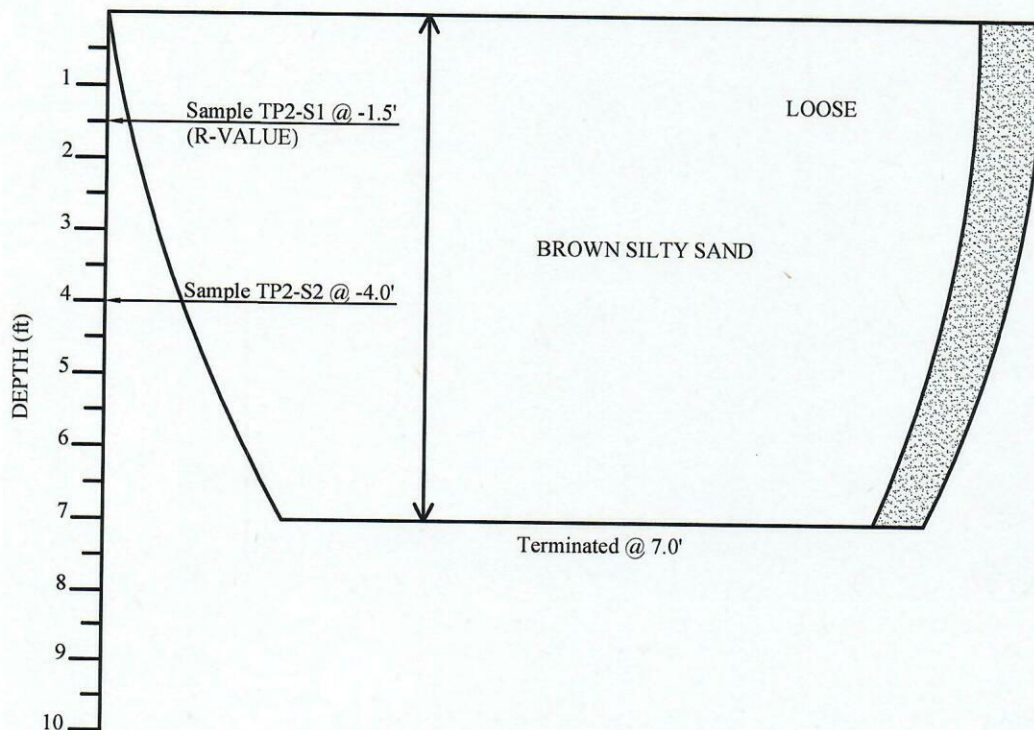 1
Sample TP2-S1 @ -1.5'
(R-VALUE)
LOOSE
2
3
BROWN SILTY SAND
Sample TP2-S2 @ -4.0'
4
DEPTH (ft)
5
6
7
Terminated @ 7.0'
8
9
10